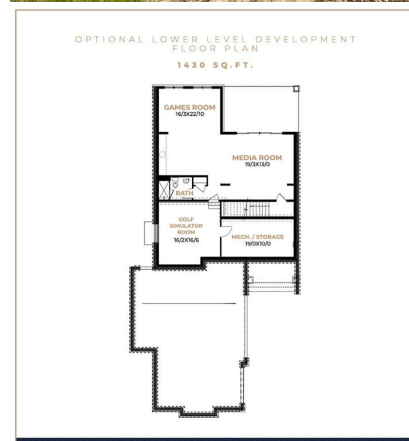 OPTIONAL LOWER LEVEL DEVELOPMENT
FLOOR PLAN
1430 SQ.FT.
GAMES ROOM
16/3X22/10
MEDIA ROOM
19/3X13/0
BATH
GOLF
SIMULATOR
ROOM
16/2X16/6
MECH. / STORAGE
19/0X10/0